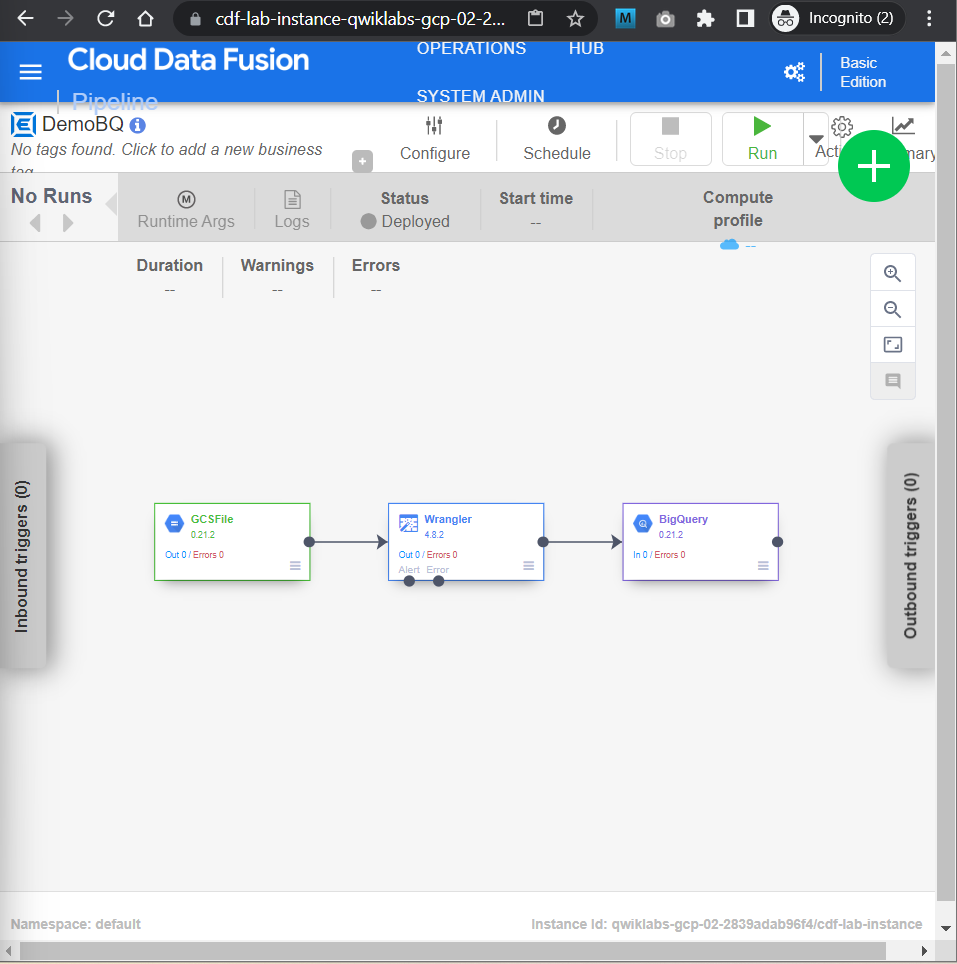 cdf-lab-instance-qwiklabs-gcp-02-2...
M
Incognito (2)
Cloud Data Fusion
Pipeline
OPERATIONS
HUB
SYSTEM ADMIN
Basic
Edition
DemoBQ
No tags found. Click to add a new business
tag
Configure
Schedule
Stop
Run
Act
mary
No Runs
M
Runtime Args
Logs
Status
Deployed
Start time
--
Compute
profile
--
Duration
--
Warnings
--
Errors
--
Inbound triggers (0)
GCSFile
0.21.2
Out 0 / Errors 0
Wrangler
4.8.2
Out 0 / Errors 0
Alert Error
BigQuery
0.21.2
In 0 / Errors 0
Outbound triggers (0)
Namespace: default
Instance Id: qwiklabs-gcp-02-2839adab96f4/cdf-lab-instance